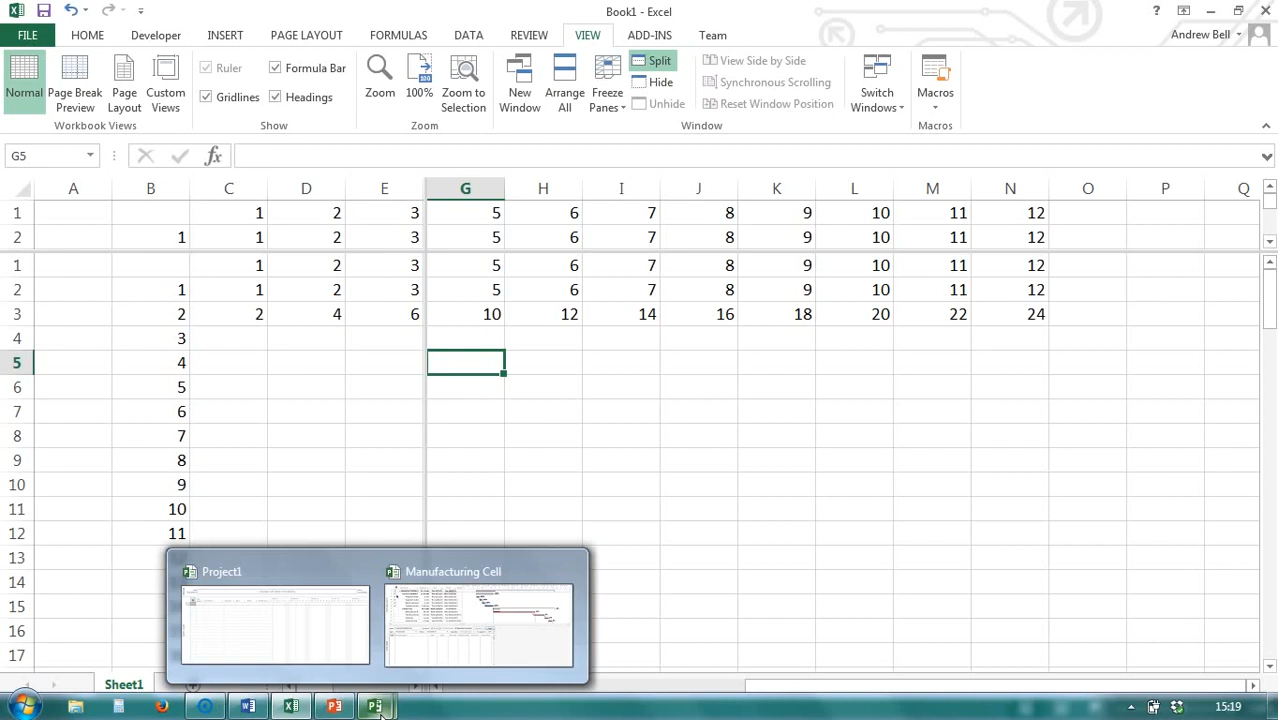 Book1 - Excel
?
FILE HOME Developer INSERT PAGE LAYOUT FORMULAS DATA REVIEW VIEW ADD-INS Team Andrew Bell
Normal Page Break Preview Page Layout Custom Views
Workbook Views
Ruler Formula Bar
Gridlines Headings
Show
Zoom 100% Zoom to Selection
Zoom
New Window Arrange All Freeze Panes
Split
Hide
Unhide
View Side by Side
Synchronous Scrolling
Reset Window Position
Switch Windows
Window
Macros
Macros
G5 fx
A B C D E G H I J K L M N O P Q
1 1 2 3 5 6 7 8 9 10 11 12
2 1 1 2 3 5 6 7 8 9 10 11 12
1 1 2 3 5 6 7 8 9 10 11 12
2 1 1 2 3 5 6 7 8 9 10 11 12
3 2 2 4 6 10 12 14 16 18 20 22 24
4 3
5 4
6 5
7 6
8 7
9 8
10 9
11 10
12 11
13
14
15
16
17
Project1 Manufacturing Cell
Sheet1
15:19